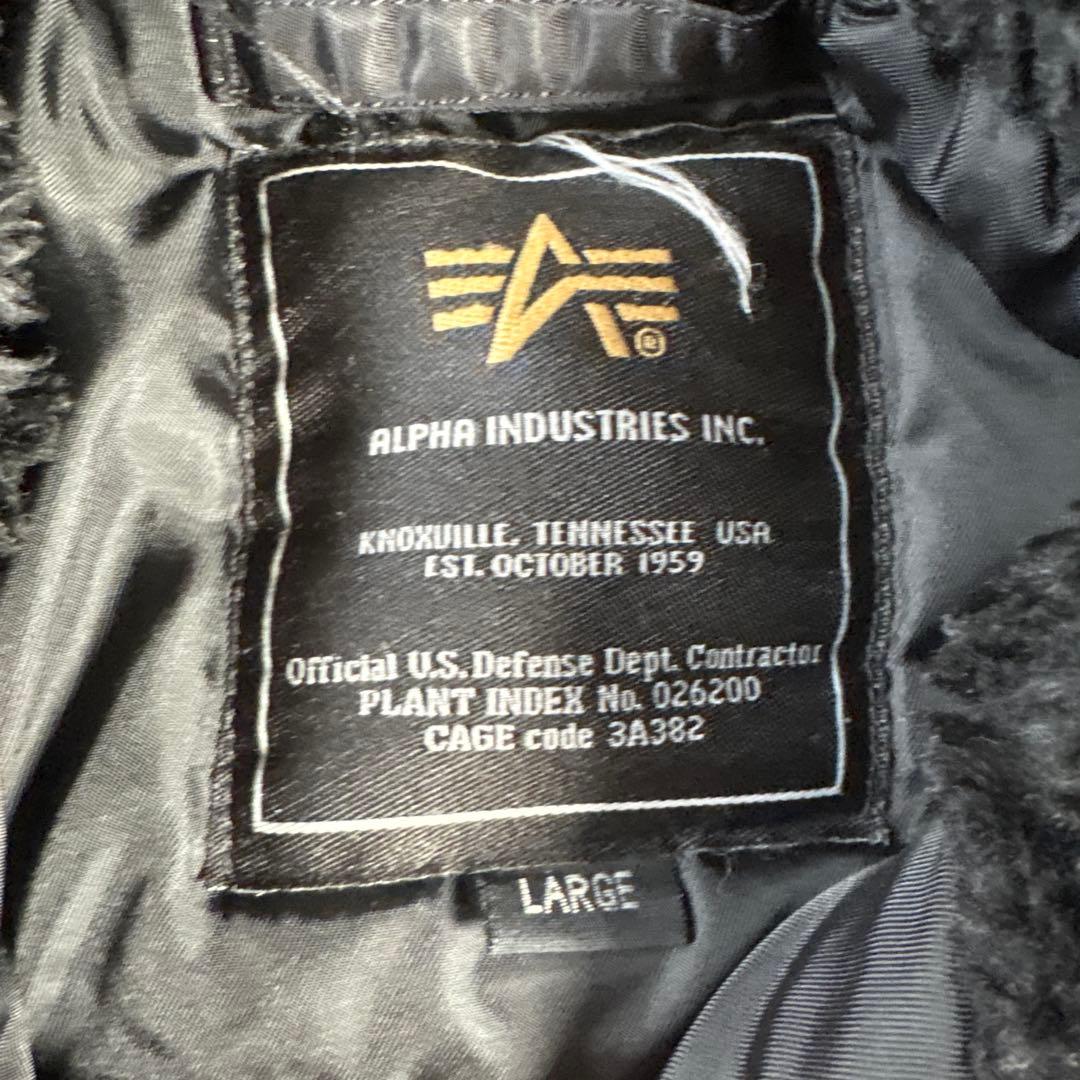 ALPHA INDUSTRIES INC.
KNOXVILLE, TENNESSEE USA
EST. OCTOBER 1959
Official U.S. Defense Dept. Contractor
PLANT INDEX No. 026200
CAGE code 3A382
LARGE